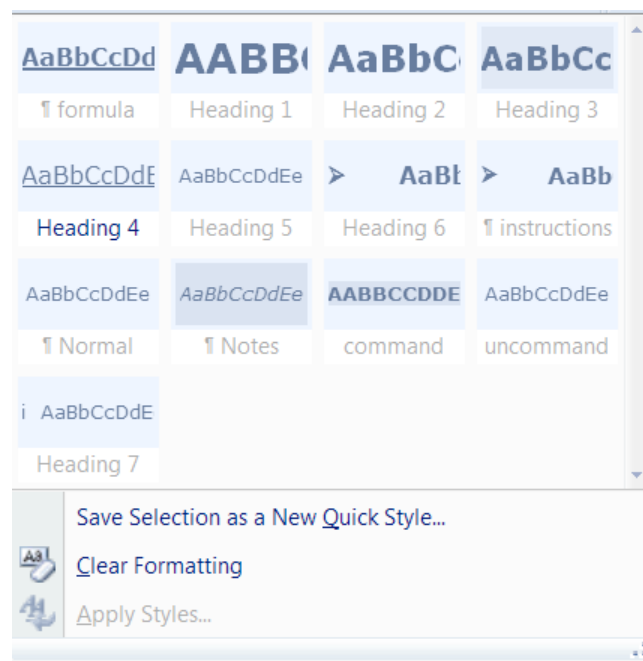 AaBbCcDd AABB AaBbC AaBbCc
¶ formula Heading 1 Heading 2 Heading 3
AaBbCcDdE AaBbCcDdEe ➢ AaBb ➢ AaBb
Heading 4 Heading 5 Heading 6 ¶ instructions
AaBbCcDdEe AaBbCcDdEe AABBCCDDE AaBbCcDdEe
¶ Normal ¶ Notes command uncommand
i AaBbCcDdE
Heading 7
Save Selection as a New Quick Style...
Clear Formatting
Apply Styles...